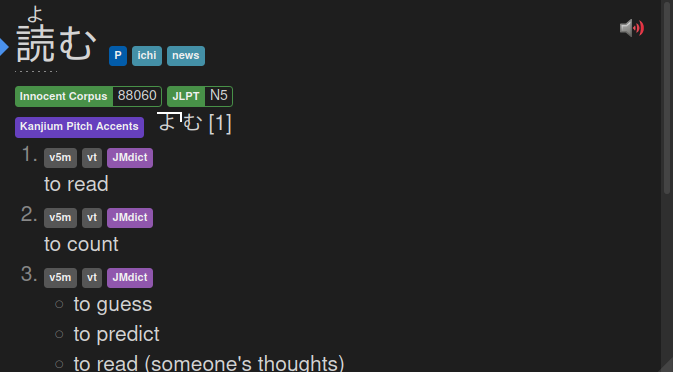 よ
読む P ichi news
Innocent Corpus 88060 JLPT N5
Kanjium Pitch Accents よむ [1]
1. v5m vt JMdict
to read
2. v5m vt JMdict
to count
3. v5m vt JMdict
○ to guess
○ to predict
○ to read (someone's thoughts)